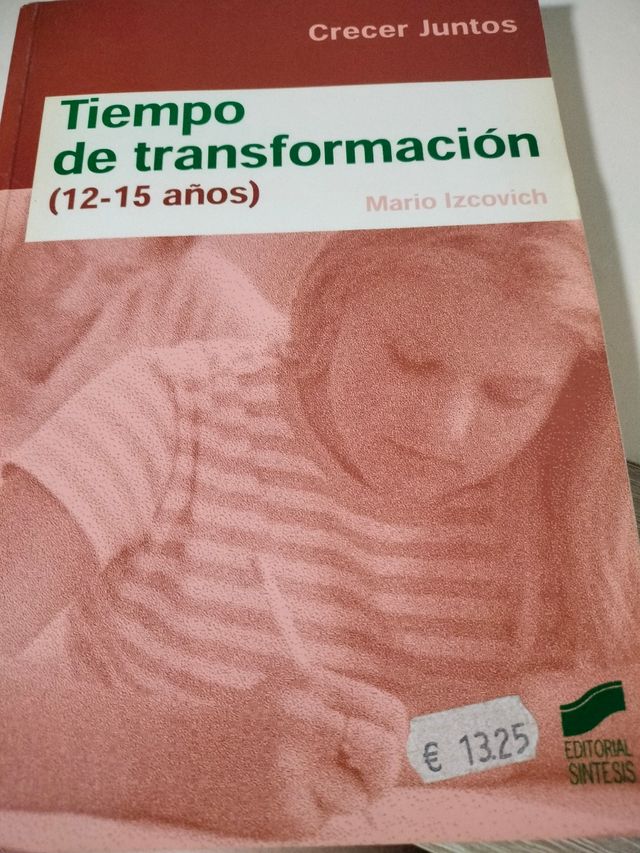 Crecer Juntos
Tiempo
de transformación
(12-15 años)
Mario Izcovich
€ 13.25
EDITORIAL
SINTESIS